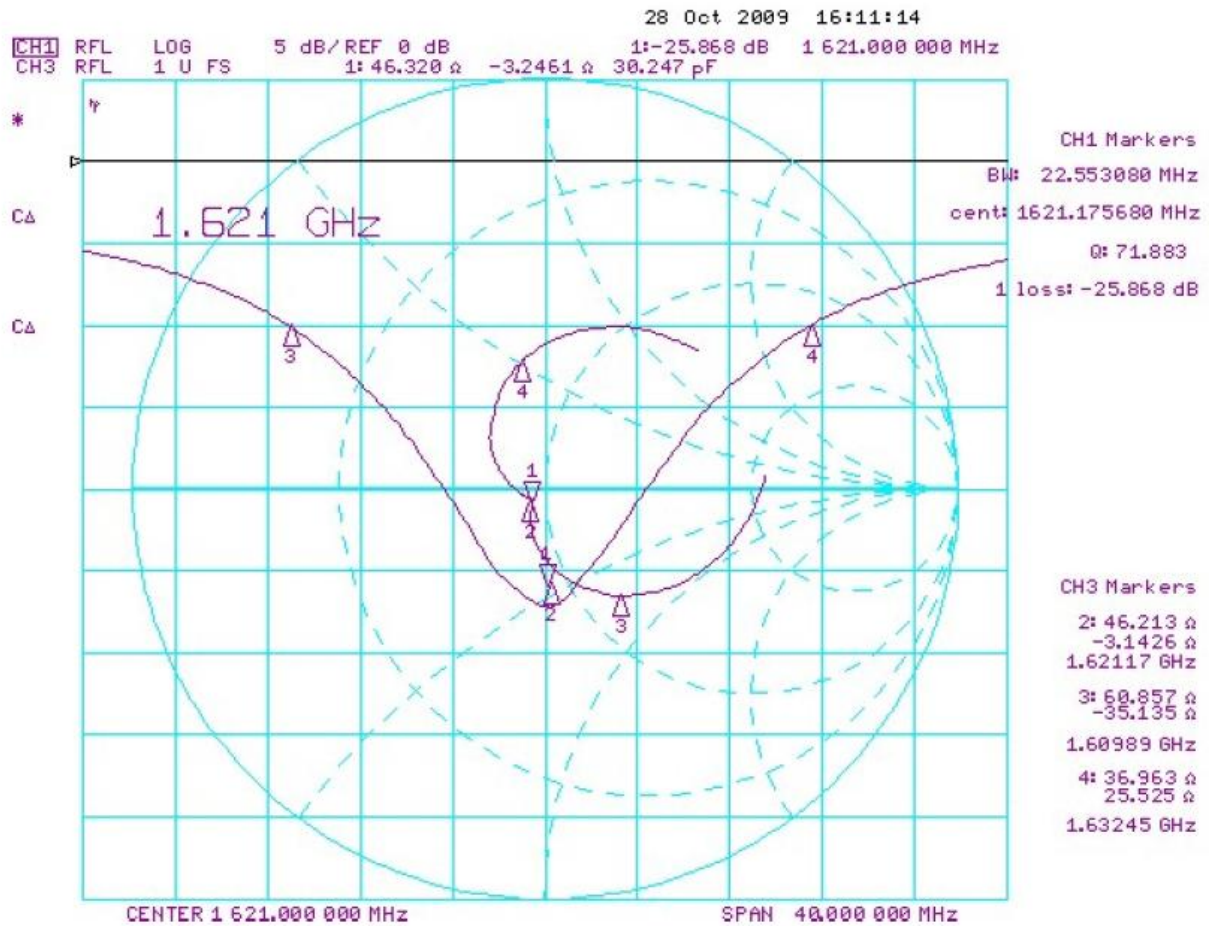 28 Oct 2009 16:11:14
CH1 RFL LOG 5 dB/REF 0 dB 1:-25.868 dB 1 621.000 000 MHz
CH3 RFL 1 U FS 1: 46.320 Ω -3.2461 Ω 30.247 pF
*
CH1 Markers
BW: 22.553080 MHz
cent: 1621.175680 MHz
Q: 71.883
1 loss: -25.868 dB
C∆
1.621 GHz
C∆
3
4
4
1
2
1
2
3
CH3 Markers
2: 46.213 Ω
-3.1426 Ω
1.62117 GHz
3: 60.857 Ω
-35.135 Ω
1.60989 GHz
4: 36.963 Ω
25.525 Ω
1.63245 GHz
CENTER 1 621.000 000 MHz SPAN 40.000 000 MHz